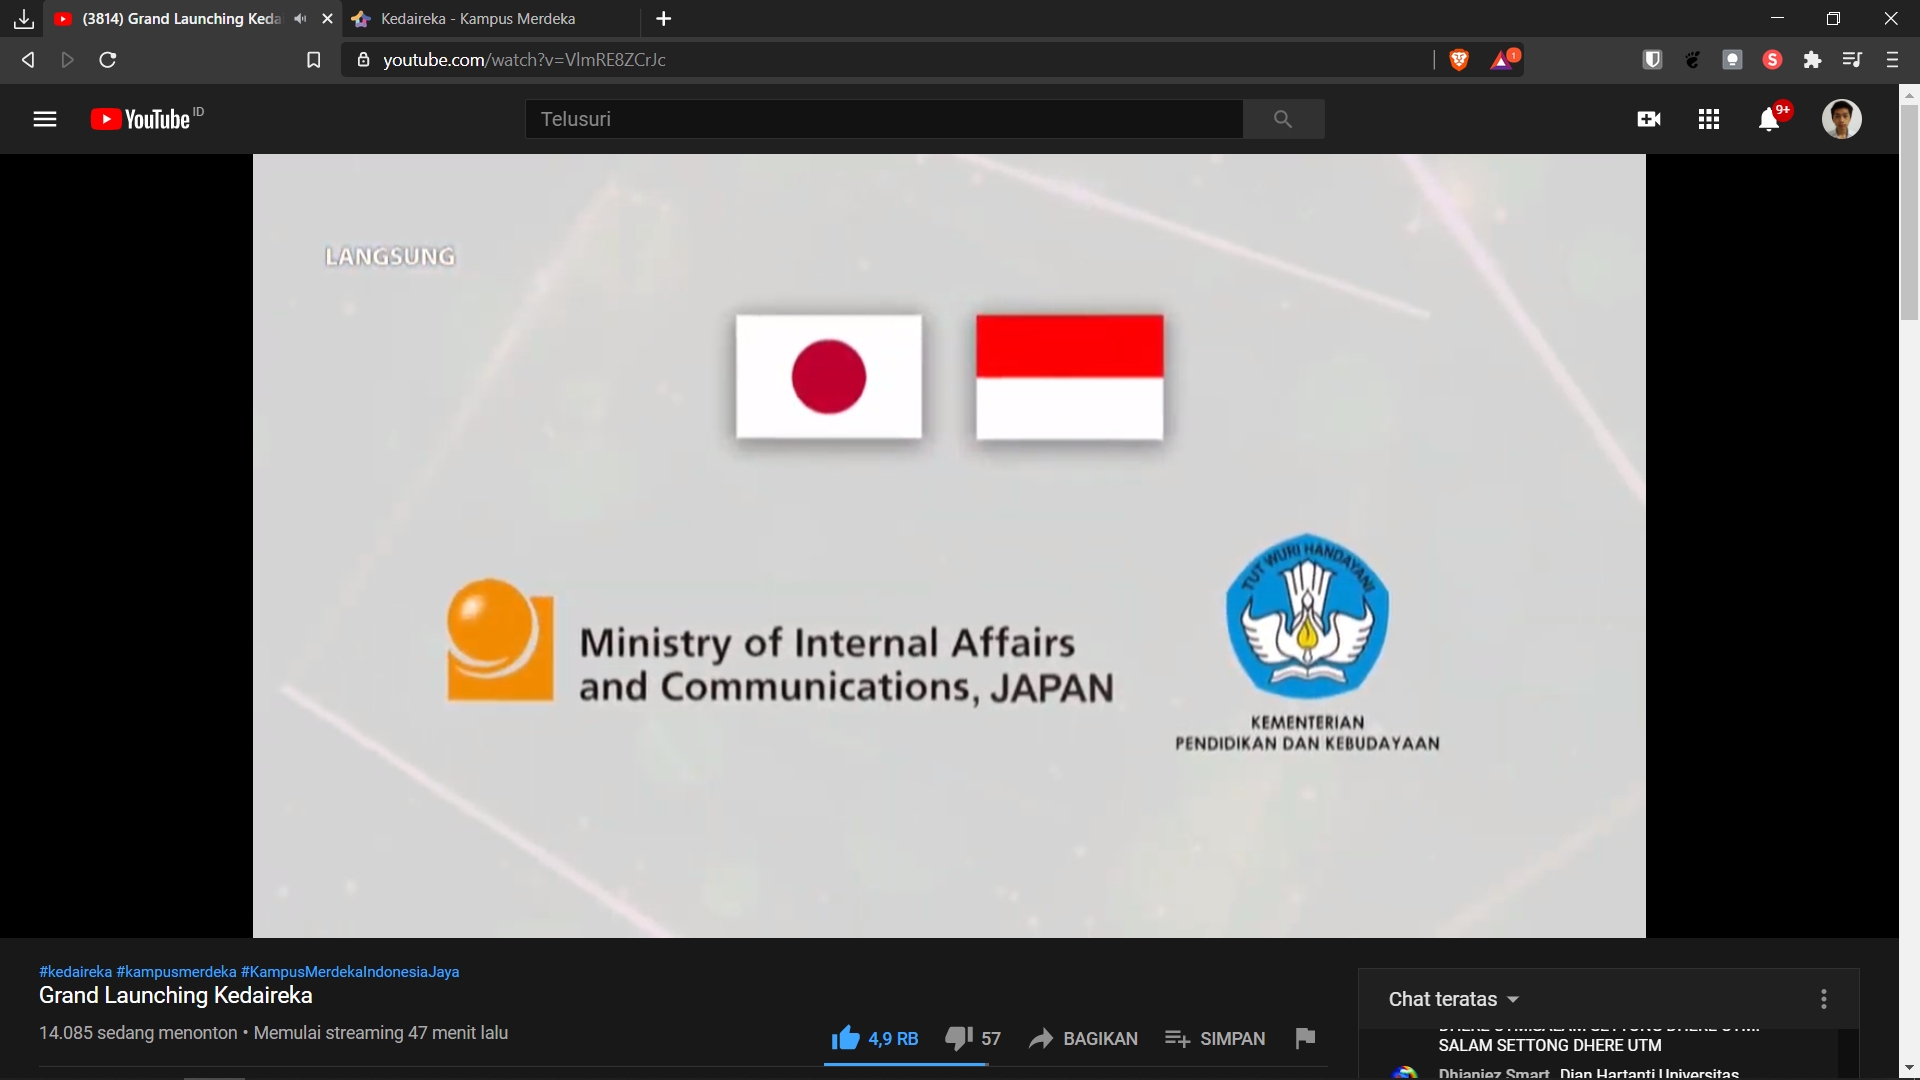 (3814) Grand Launching Keda
Kedaireka - Kampus Merdeka
youtube.com/watch?v=VlmRE8ZCrJc
1
S
YouTube ID
Telusuri
9+
LANGSUNG
TUT WURI HANDAYANI
Ministry of Internal Affairs
and Communications, JAPAN
KEMENTERIAN
PENDIDIKAN DAN KEBUDAYAAN
#kedaireka #kampusmerdeka #KampusMerdekaIndonesiaJaya
Grand Launching Kedaireka
14.085 sedang menonton • Memulai streaming 47 menit lalu
4,9 RB
57
BAGIKAN
SIMPAN
Chat teratas
SALAM SETTONG DHERE UTM
Dhianiez Smart Dian Hartanti Universitas